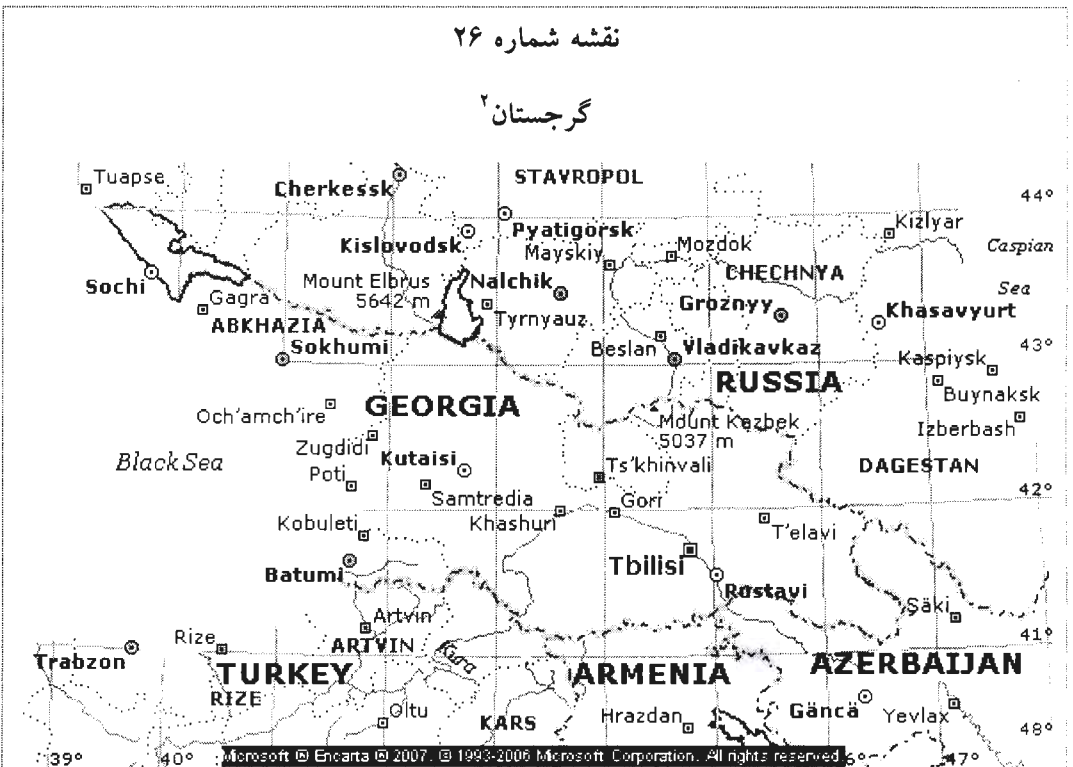 نقشه شماره ۲۶
گرجستان۲
Tuapse
Cherkessk
STAVROPOL
44°
Kizlyar
Pyatigorsk
Kislovodsk
Mayskiy
Mozdok
Caspian
Sea
Mount Elbrus
5642 m
Nalchik
CHECHNYA
Sochi
Gagra
Groznyy
Khasavyurt
ABKHAZIA
Tyrnyauz
Sokhumi
Beslan
Vladikavkaz
43°
Kaspiysk
RUSSIA
Buynaksk
GEORGIA
Och'amch'ire
Mount Kazbek
5037 m
Izberbash
Zugdidi
Black Sea
Kutaisi
Ts'khinvali
DAGESTAN
Poti
Samtredia
Gori
42°
Kobuleti
Khashuri
T'elavi
Tbilisi
Batumi
Rustavi
Artvin
Şäki
Rize
ARTVIN
41°
Trabzon
Kura
TURKEY
ARMENIA
AZERBAIJAN
RIZE
Oltu
KARS
Hrazdan
Gäncä
Yevlax
48°
39°
40°
Microsoft ® Encarta ® 2007. © 1993-2006 Microsoft Corporation. All rights reserved.
6°
47°